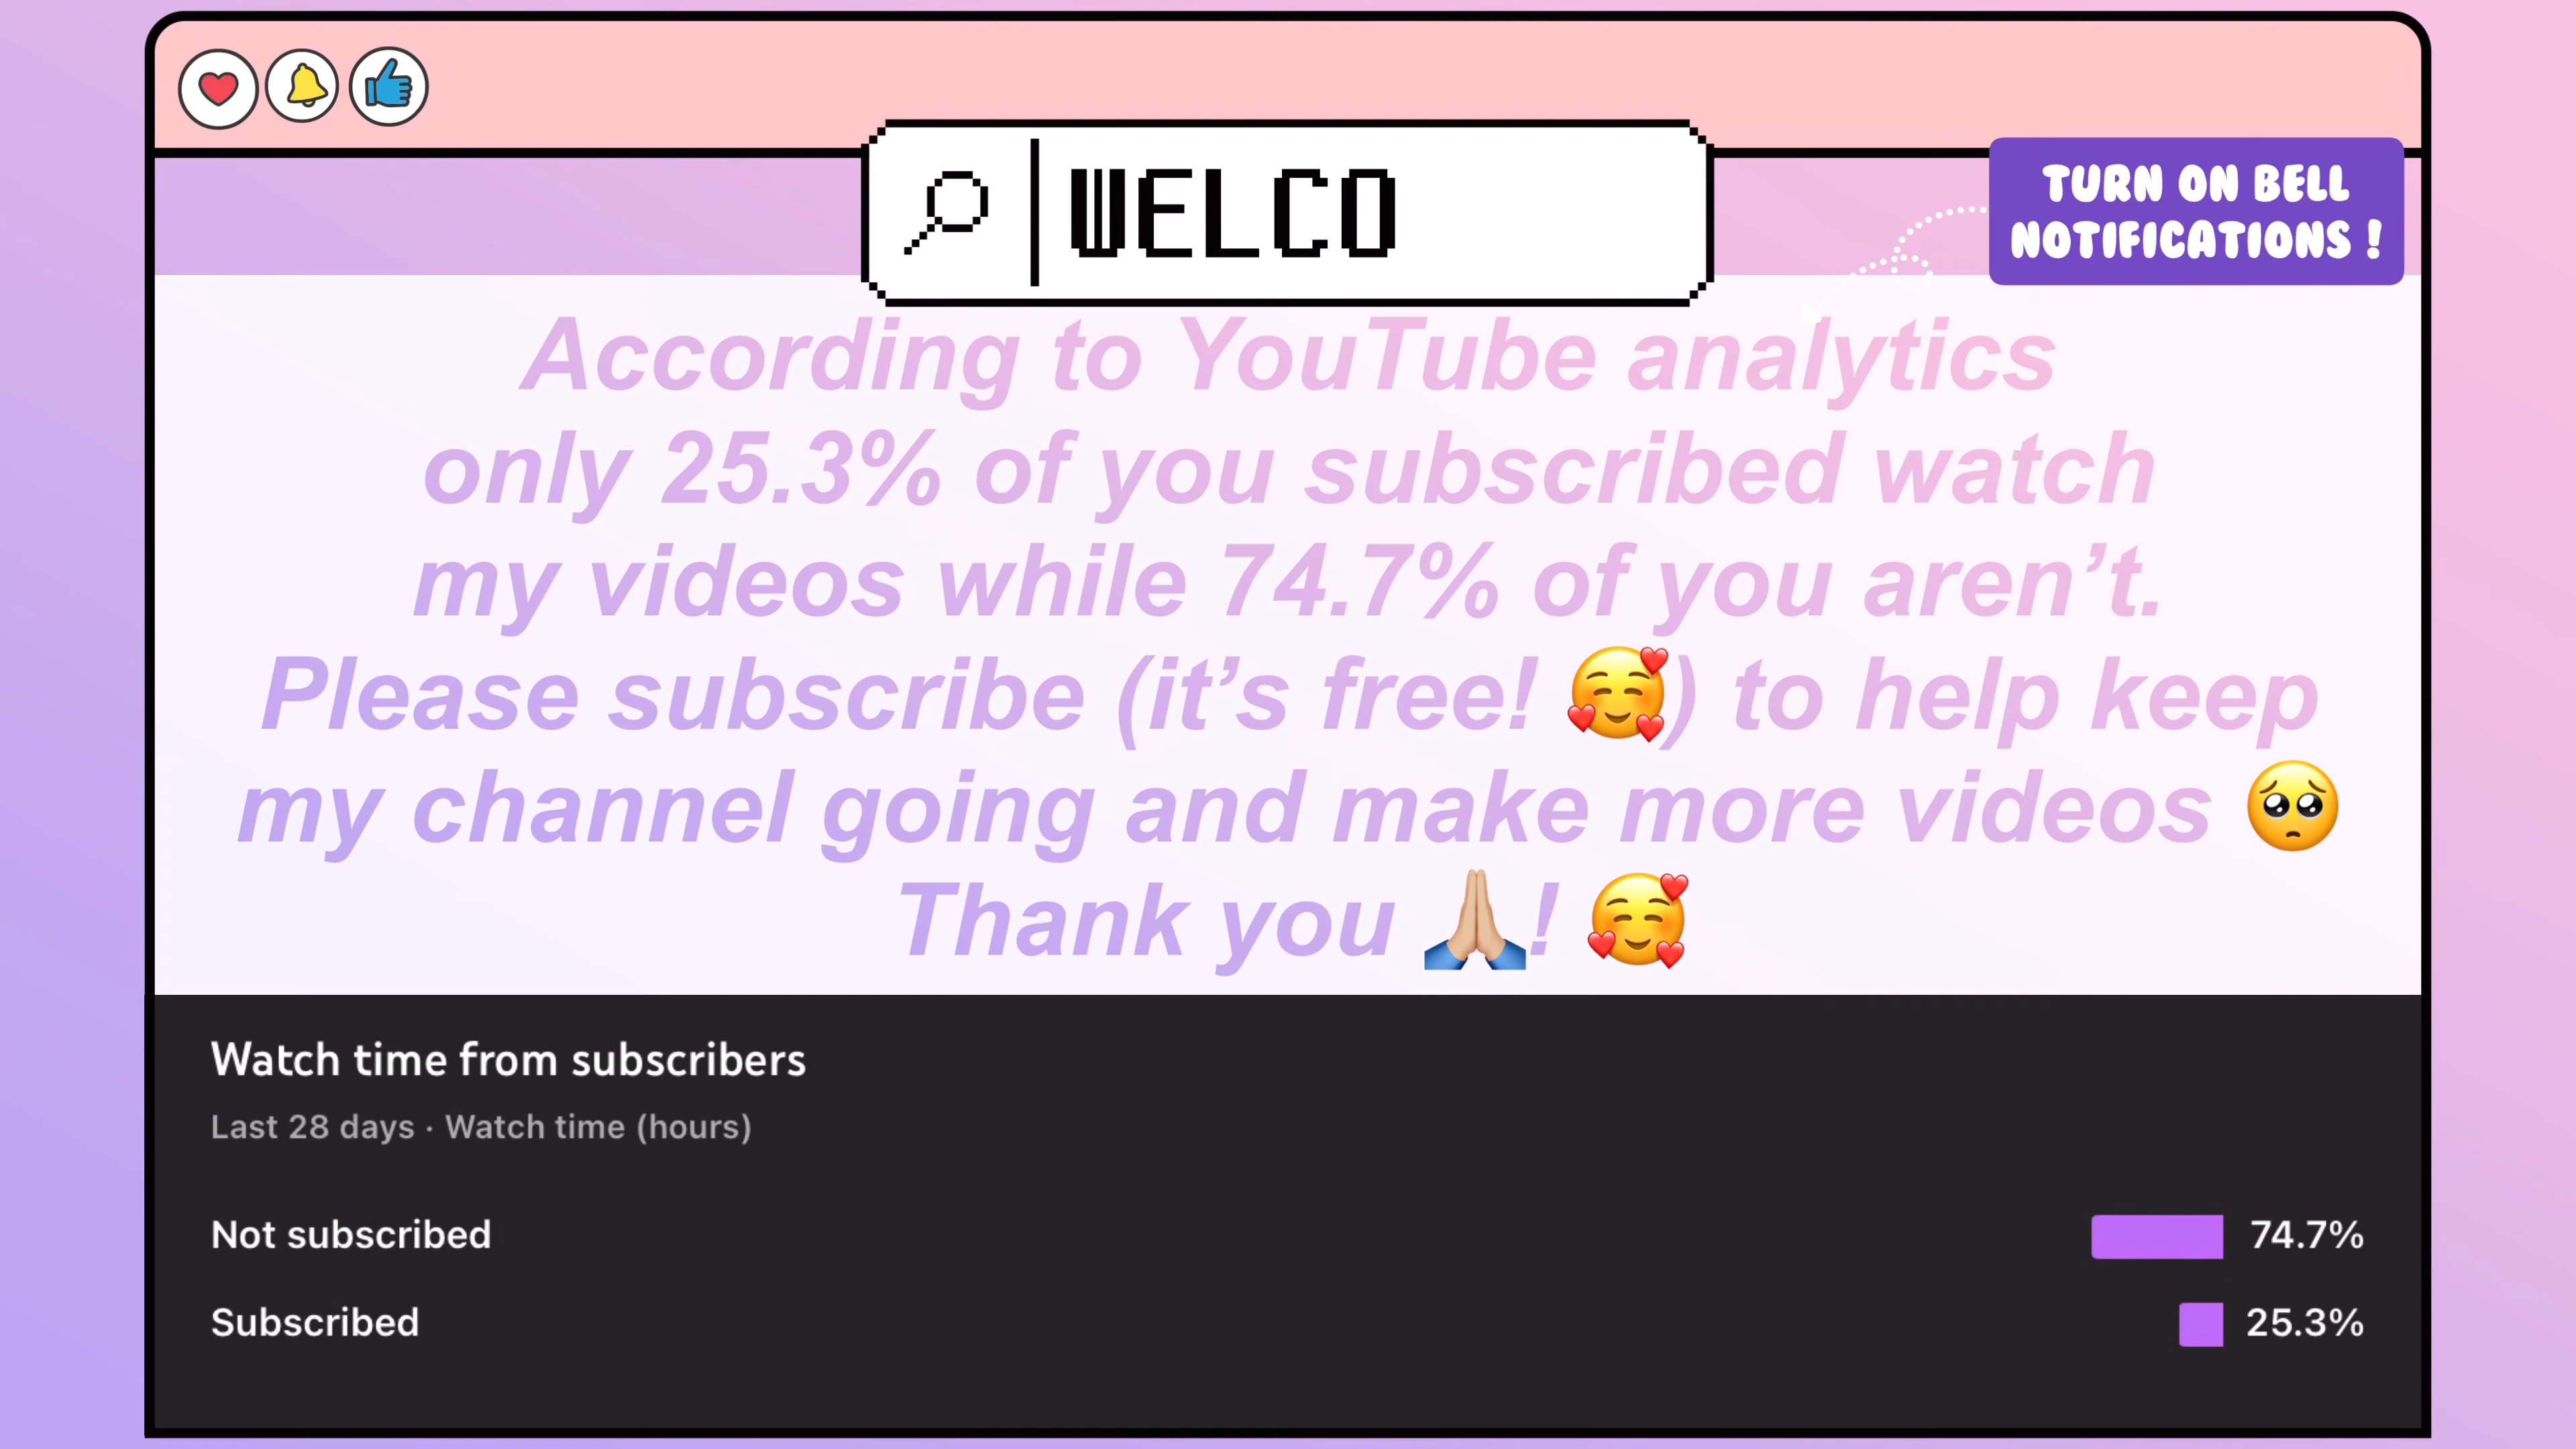 WELCO
TURN ON BELL
NOTIFICATIONS !
According to YouTube analytics
only 25.3% of you subscribed watch
my videos while 74.7% of you aren’t.
Please subscribe (it’s free! 🥰) to help keep
my channel going and make more videos 🥺
Thank you 🙏🏼! 🥰
Watch time from subscribers
Last 28 days · Watch time (hours)
Not subscribed 74.7%
Subscribed 25.3%